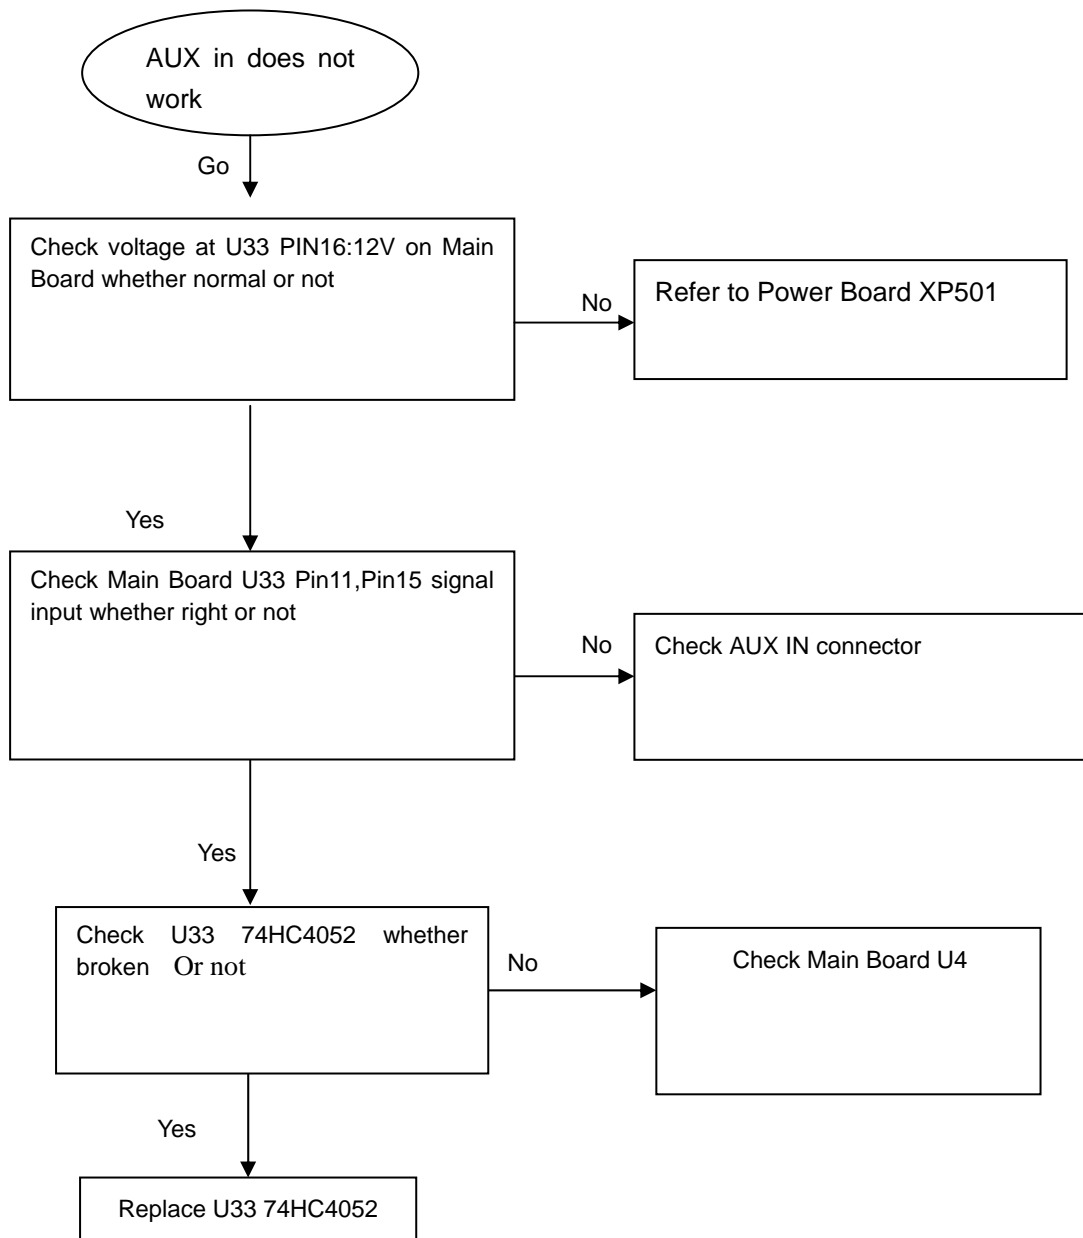 AUX in does not
work
Go
Check voltage at U33 PIN16:12V on Main
Board whether normal or not
No
Refer to Power Board XP501
Yes
Check Main Board U33 Pin11,Pin15 signal
input whether right or not
No
Check AUX IN connector
Yes
Check U33 74HC4052 whether
broken Or not
No
Check Main Board U4
Yes
Replace U33 74HC4052